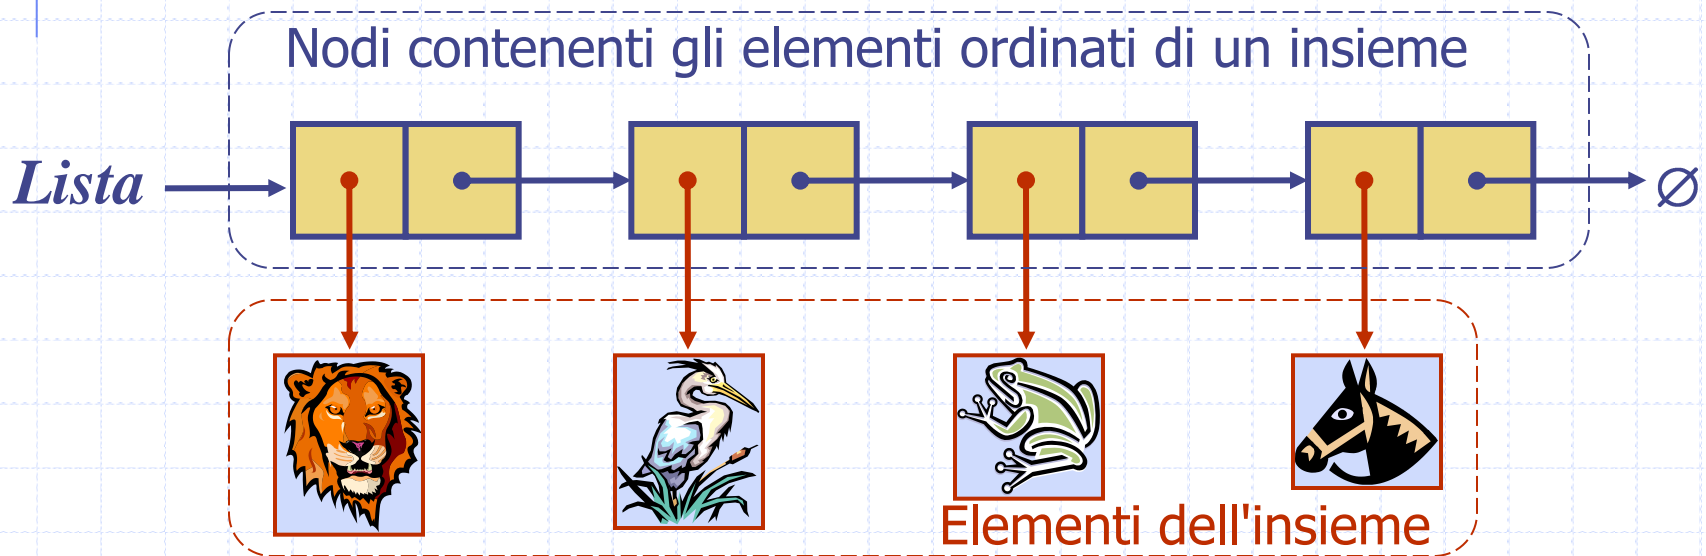 Nodi contenenti gli elementi ordinati di un insieme
Lista
∅
Elementi dell'insieme